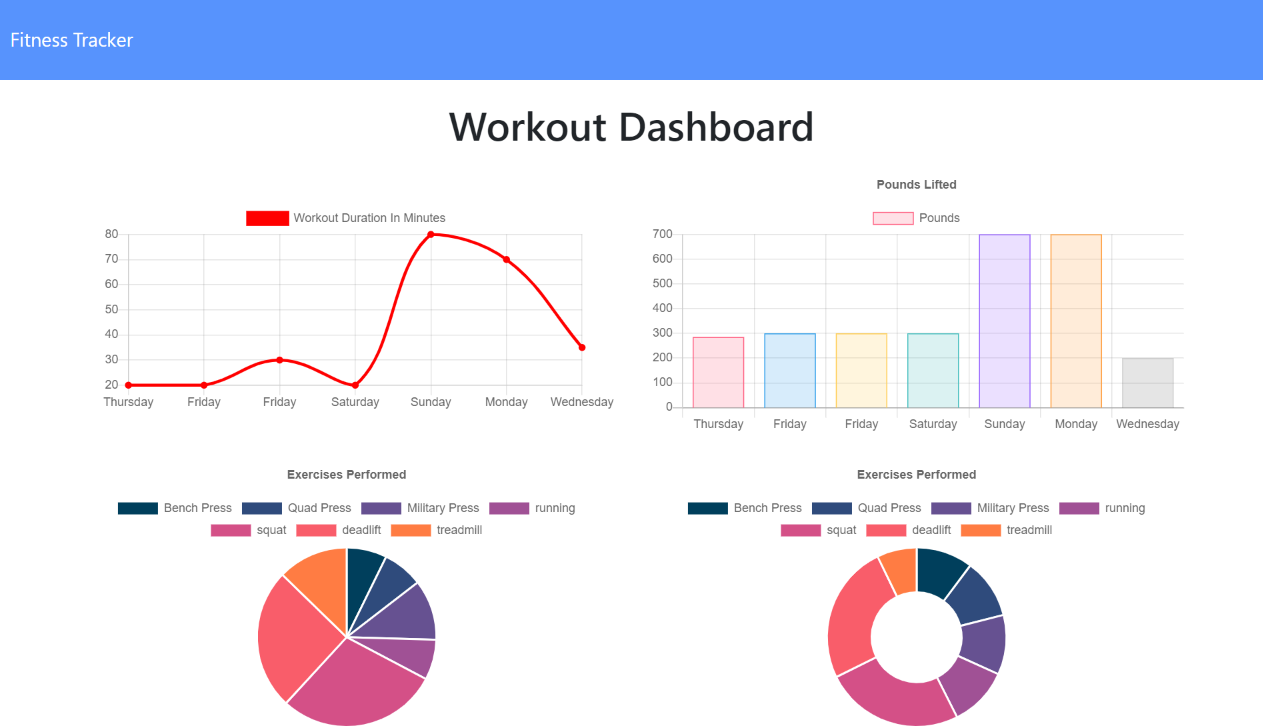 Fitness Tracker
Workout Dashboard
Workout Duration In Minutes
80
70
60
50
40
30
20
Thursday Friday Friday Saturday Sunday Monday Wednesday
Pounds Lifted
Pounds
700
600
500
400
300
200
100
0
Thursday Friday Friday Saturday Sunday Monday Wednesday
Exercises Performed
Bench Press Quad Press Military Press running
squat deadlift treadmill
Exercises Performed
Bench Press Quad Press Military Press running
squat deadlift treadmill